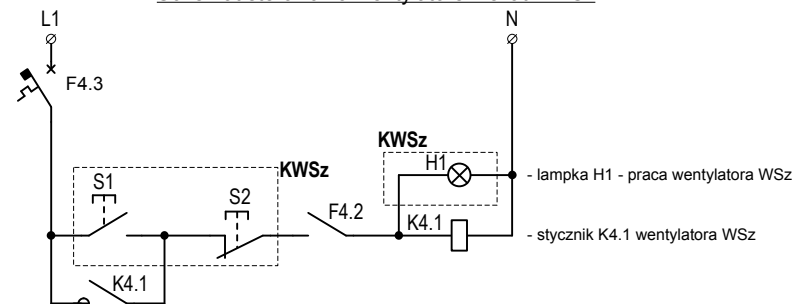 L1
N
F4.3
KWSz
H1
- lampka H1 - praca wentylatora WSz
KWSz
S1
S2
F4.2
K4.1
- stycznik K4.1 wentylatora WSz
K4.1